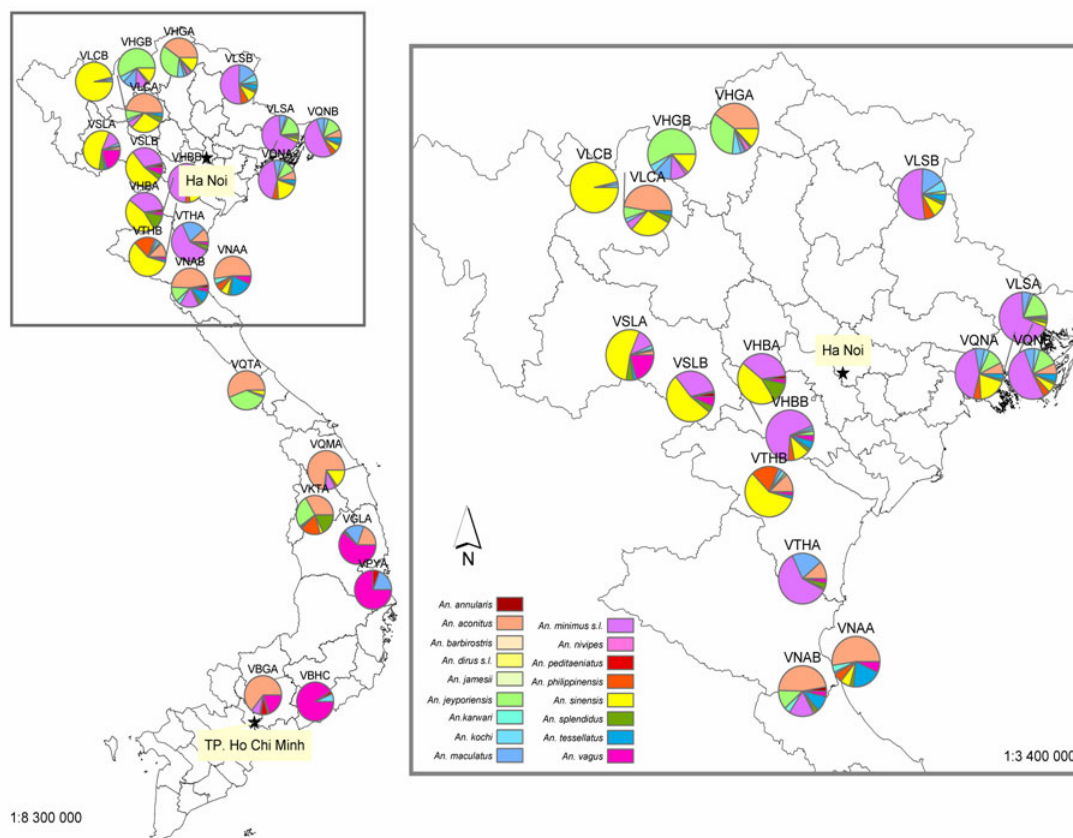 VHGA
VHGB
VLCB
VLSB
VLCA
VLSA
VQNB
VSLA
VSLB
VHBB
VQNA
Ha Noi
VHBA
VTHA
VTHB
VNAA
VNAB
VQTA
VQMA
VKTA
VGLA
VPYA
VBGA
VBHC
TP. Ho Chi Minh
1:8 300 000
VHGA
VHGB
VLCB
VLSB
VLCA
VLSA
VSLA
VQNA
VQNB
VHBA
Ha Noi
VSLB
VHBB
VTHB
VTHA
VNAA
VNAB
N
An. annularis
An. aconitus
An. barbirostris
An. dirus s.l.
An. jamesii
An. jeyporiensis
An.karwari
An. kochi
An. maculatus
An. minimus s.l.
An. nivipes
An. peditaeniatus
An. philippinensis
An. sinensis
An. splendidus
An. tessellatus
An. vagus
1:3 400 000